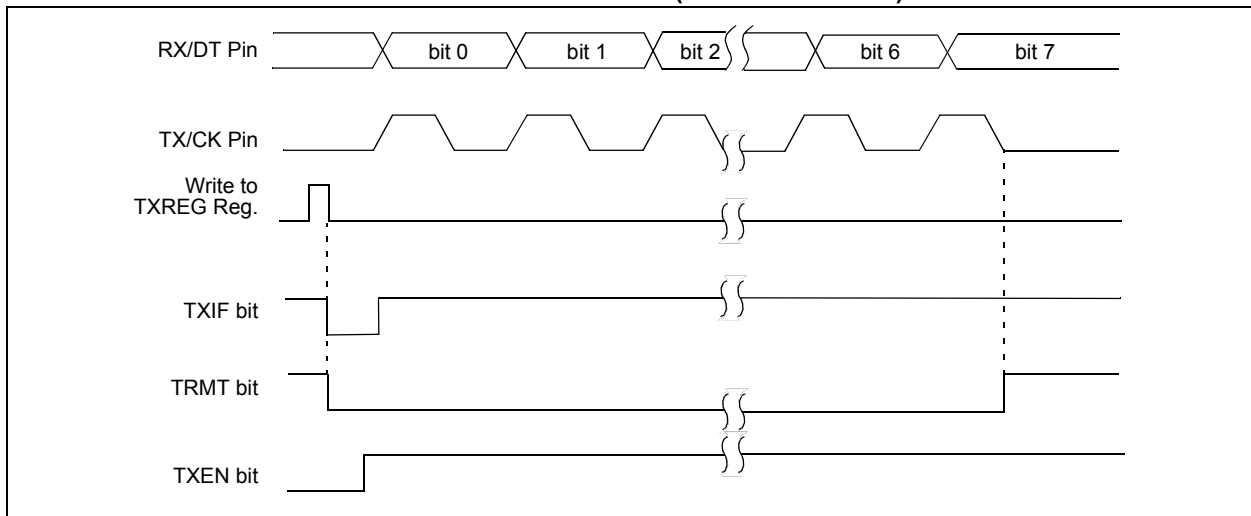 RX/DT Pin
bit 0 bit 1 bit 2 bit 6 bit 7
TX/CK Pin
Write to
TXREG Reg.
TXIF bit
TRMT bit
TXEN bit